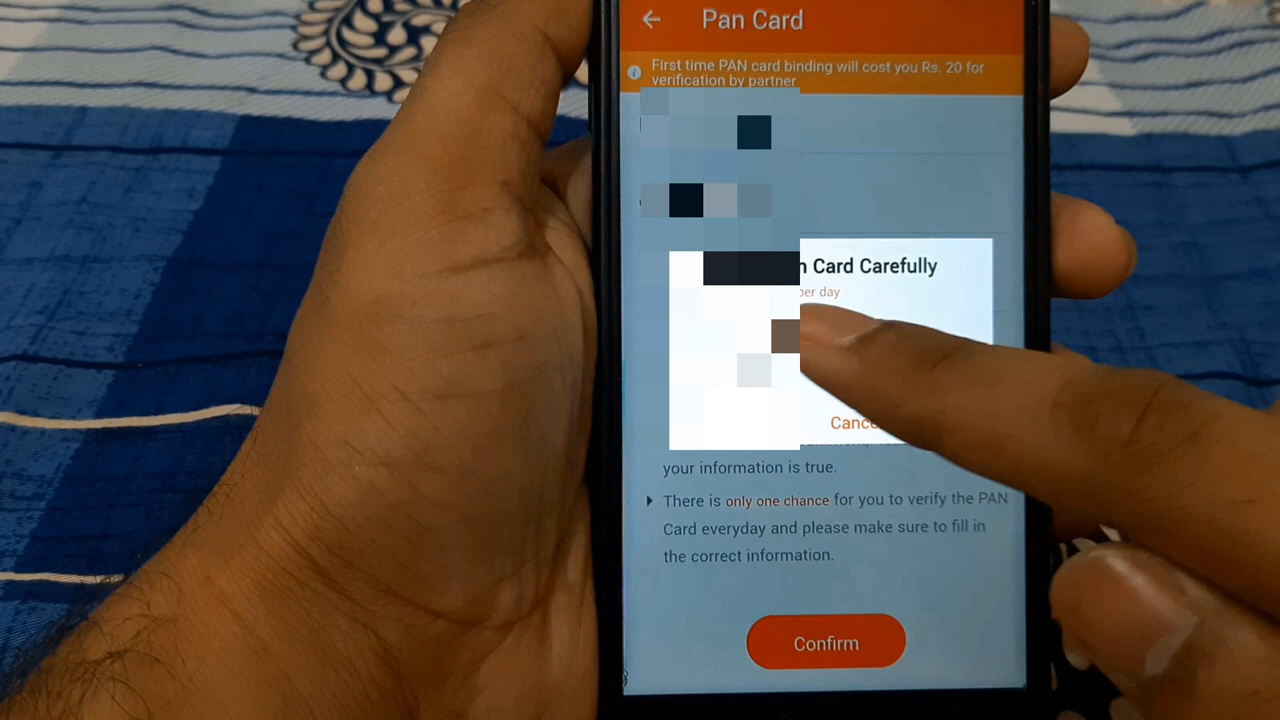 Pan Card
First time PAN card binding will cost you Rs. 20 for
verification by partner
Card Carefully
per day
your information is true.
There is only one chance for you to verify the PAN
Card everyday and please make sure to fill in
the correct information.
Confirm